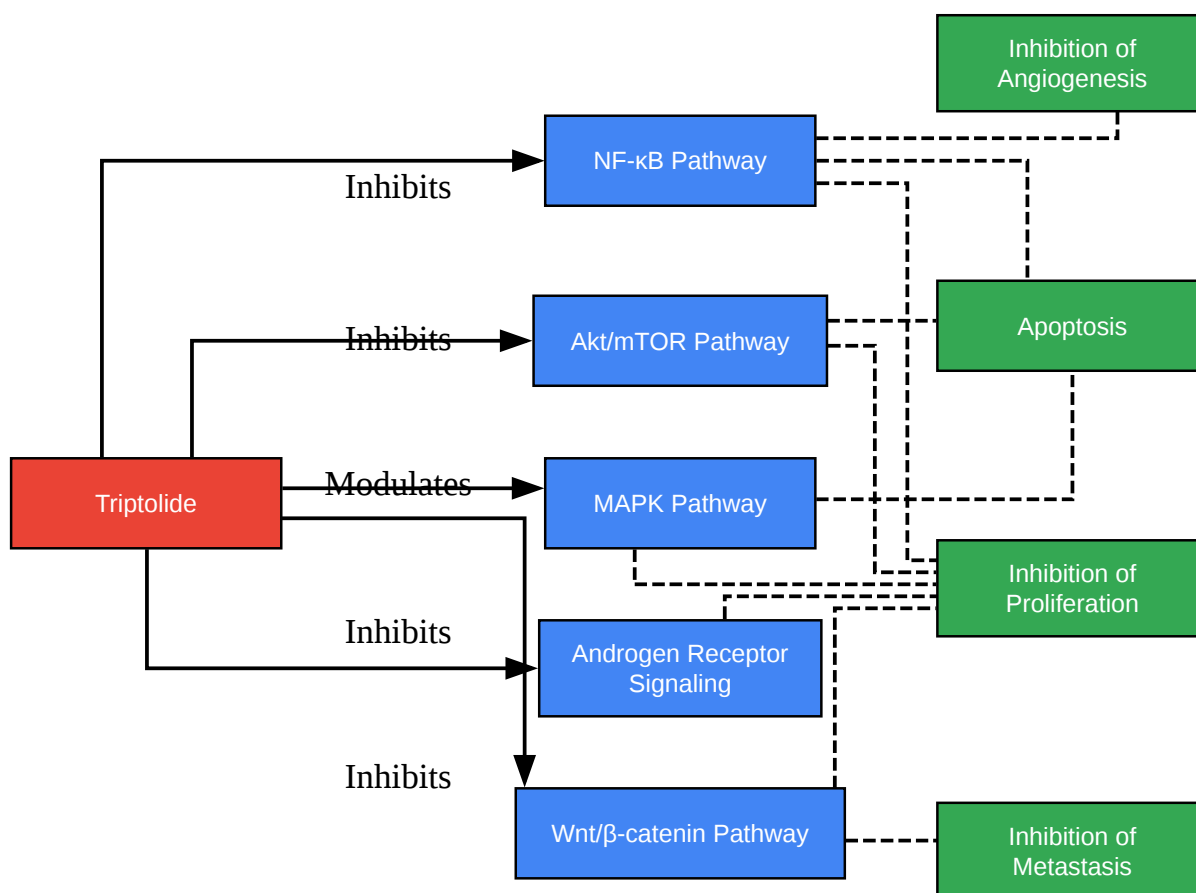 Inhibition of
Angiogenesis
NF-κB Pathway
Inhibits
Inhibits
Akt/mTOR Pathway
Apoptosis
Triptolide
Modulates
MAPK Pathway
Inhibition of
Proliferation
Inhibits
Androgen Receptor
Signaling
Inhibits
Wnt/β-catenin Pathway
Inhibition of
Metastasis